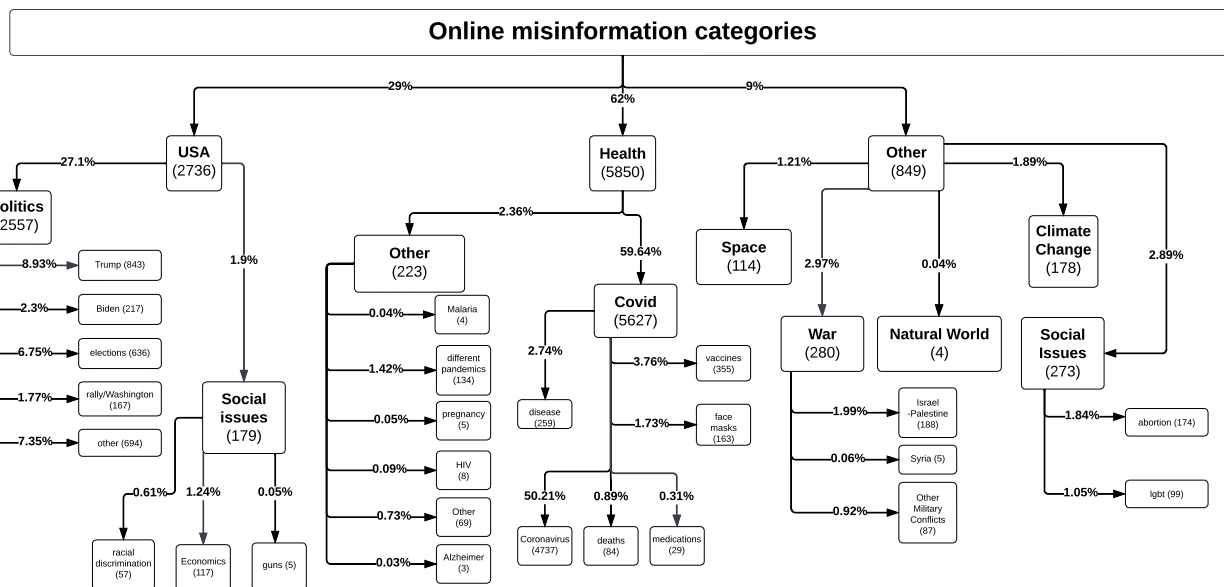 Online misinformation categories
29%
62%
9%
USA
(2736)
Health
(5850)
Other
(849)
27.1%
1.21%
1.89%
olitics
2557)
2.36%
1.9%
59.64%
2.97%
0.04%
2.89%
Other
(223)
Space
(114)
Climate
Change
(178)
8.93%
Trump (843)
2.3%
Biden (217)
6.75%
elections (636)
1.77%
rally/Washington
(167)
7.35%
other (694)
Covid
(5627)
War
(280)
Natural World
(4)
Social
Issues
(273)
0.04%
Malaria
(4)
1.42%
different
pandemics
(134)
0.05%
pregnancy
(5)
0.09%
HIV
(8)
0.73%
Other
(69)
0.03%
Alzheimer
(3)
2.74%
disease
(259)
3.76%
vaccines
(355)
1.73%
face
masks
(163)
50.21%
0.89%
0.31%
Coronavirus
(4737)
deaths
(84)
medications
(29)
Social
issues
(179)
0.61%
1.24%
0.05%
racial
discrimination
(57)
Economics
(117)
guns (5)
1.99%
Israel
-Palestine
(188)
0.06%
Syria (5)
0.92%
Other
Military
Conflicts
(87)
1.84%
abortion (174)
1.05%
lgbt (99)